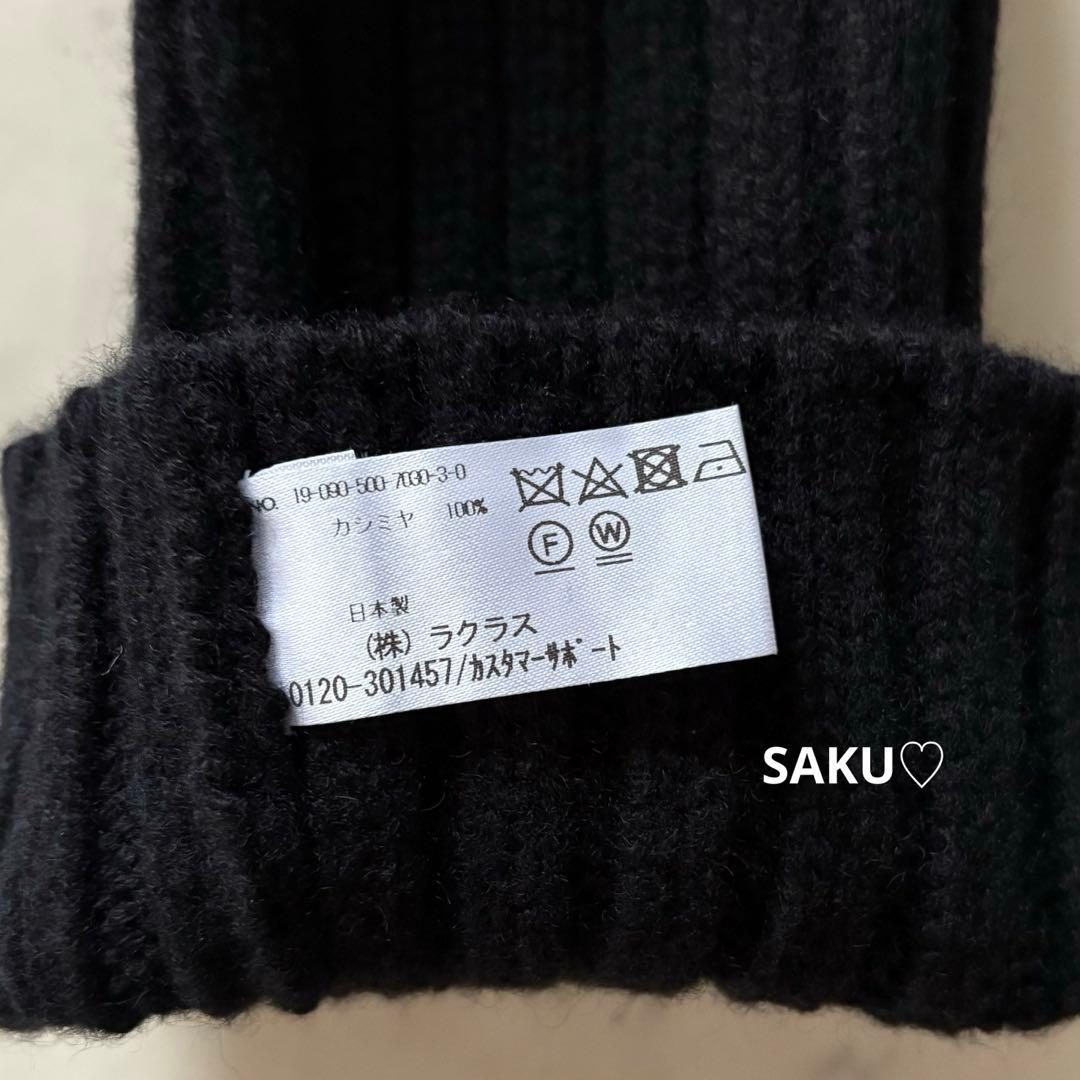 NO. 19-090-500-7030-3-0
カシミヤ 100%
F W
日本製
(株) ラクラス
0120-301457/カスタマーサポート
SAKU♡